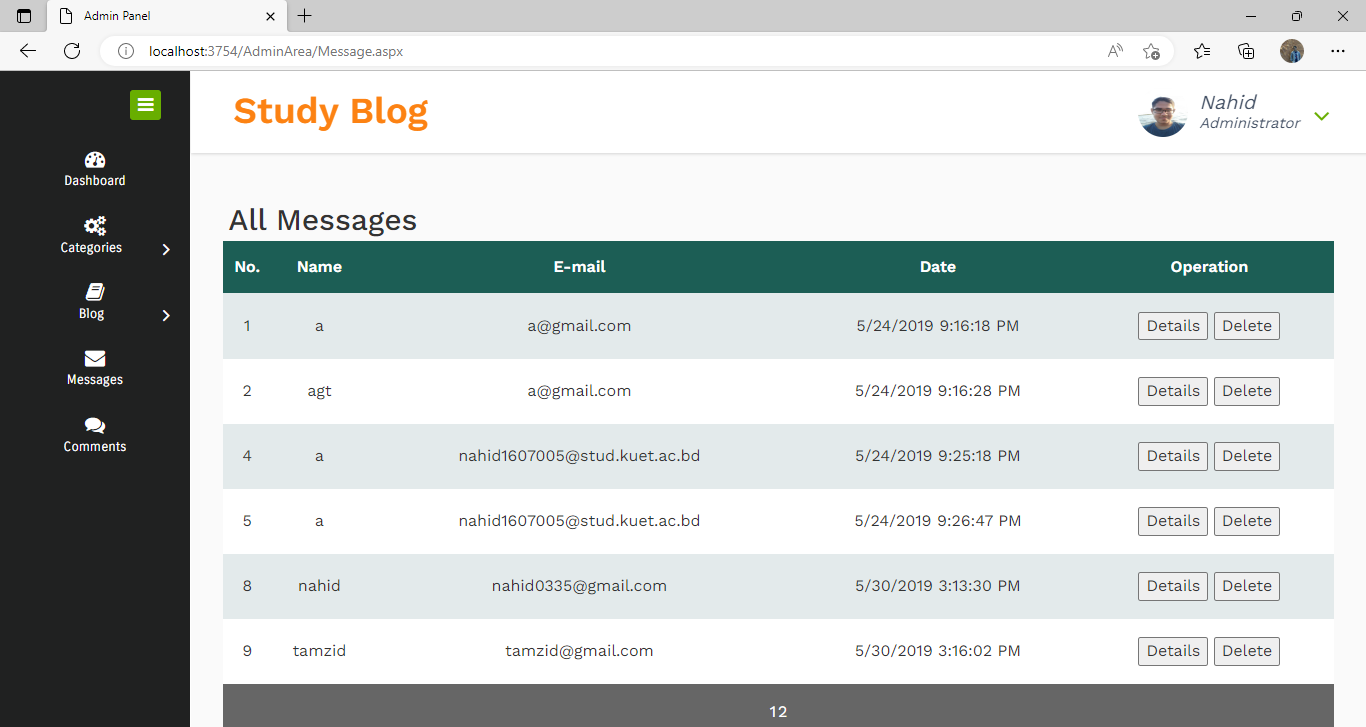 Admin Panel
localhost:3754/AdminArea/Message.aspx
Study Blog
Nahid
Administrator
Dashboard
Categories
Blog
Messages
Comments
All Messages
No. Name E-mail Date Operation
1 a a@gmail.com 5/24/2019 9:16:18 PM Details Delete
2 agt a@gmail.com 5/24/2019 9:16:28 PM Details Delete
4 a nahid1607005@stud.kuet.ac.bd 5/24/2019 9:25:18 PM Details Delete
5 a nahid1607005@stud.kuet.ac.bd 5/24/2019 9:26:47 PM Details Delete
8 nahid nahid0335@gmail.com 5/30/2019 3:13:30 PM Details Delete
9 tamzid tamzid@gmail.com 5/30/2019 3:16:02 PM Details Delete
12